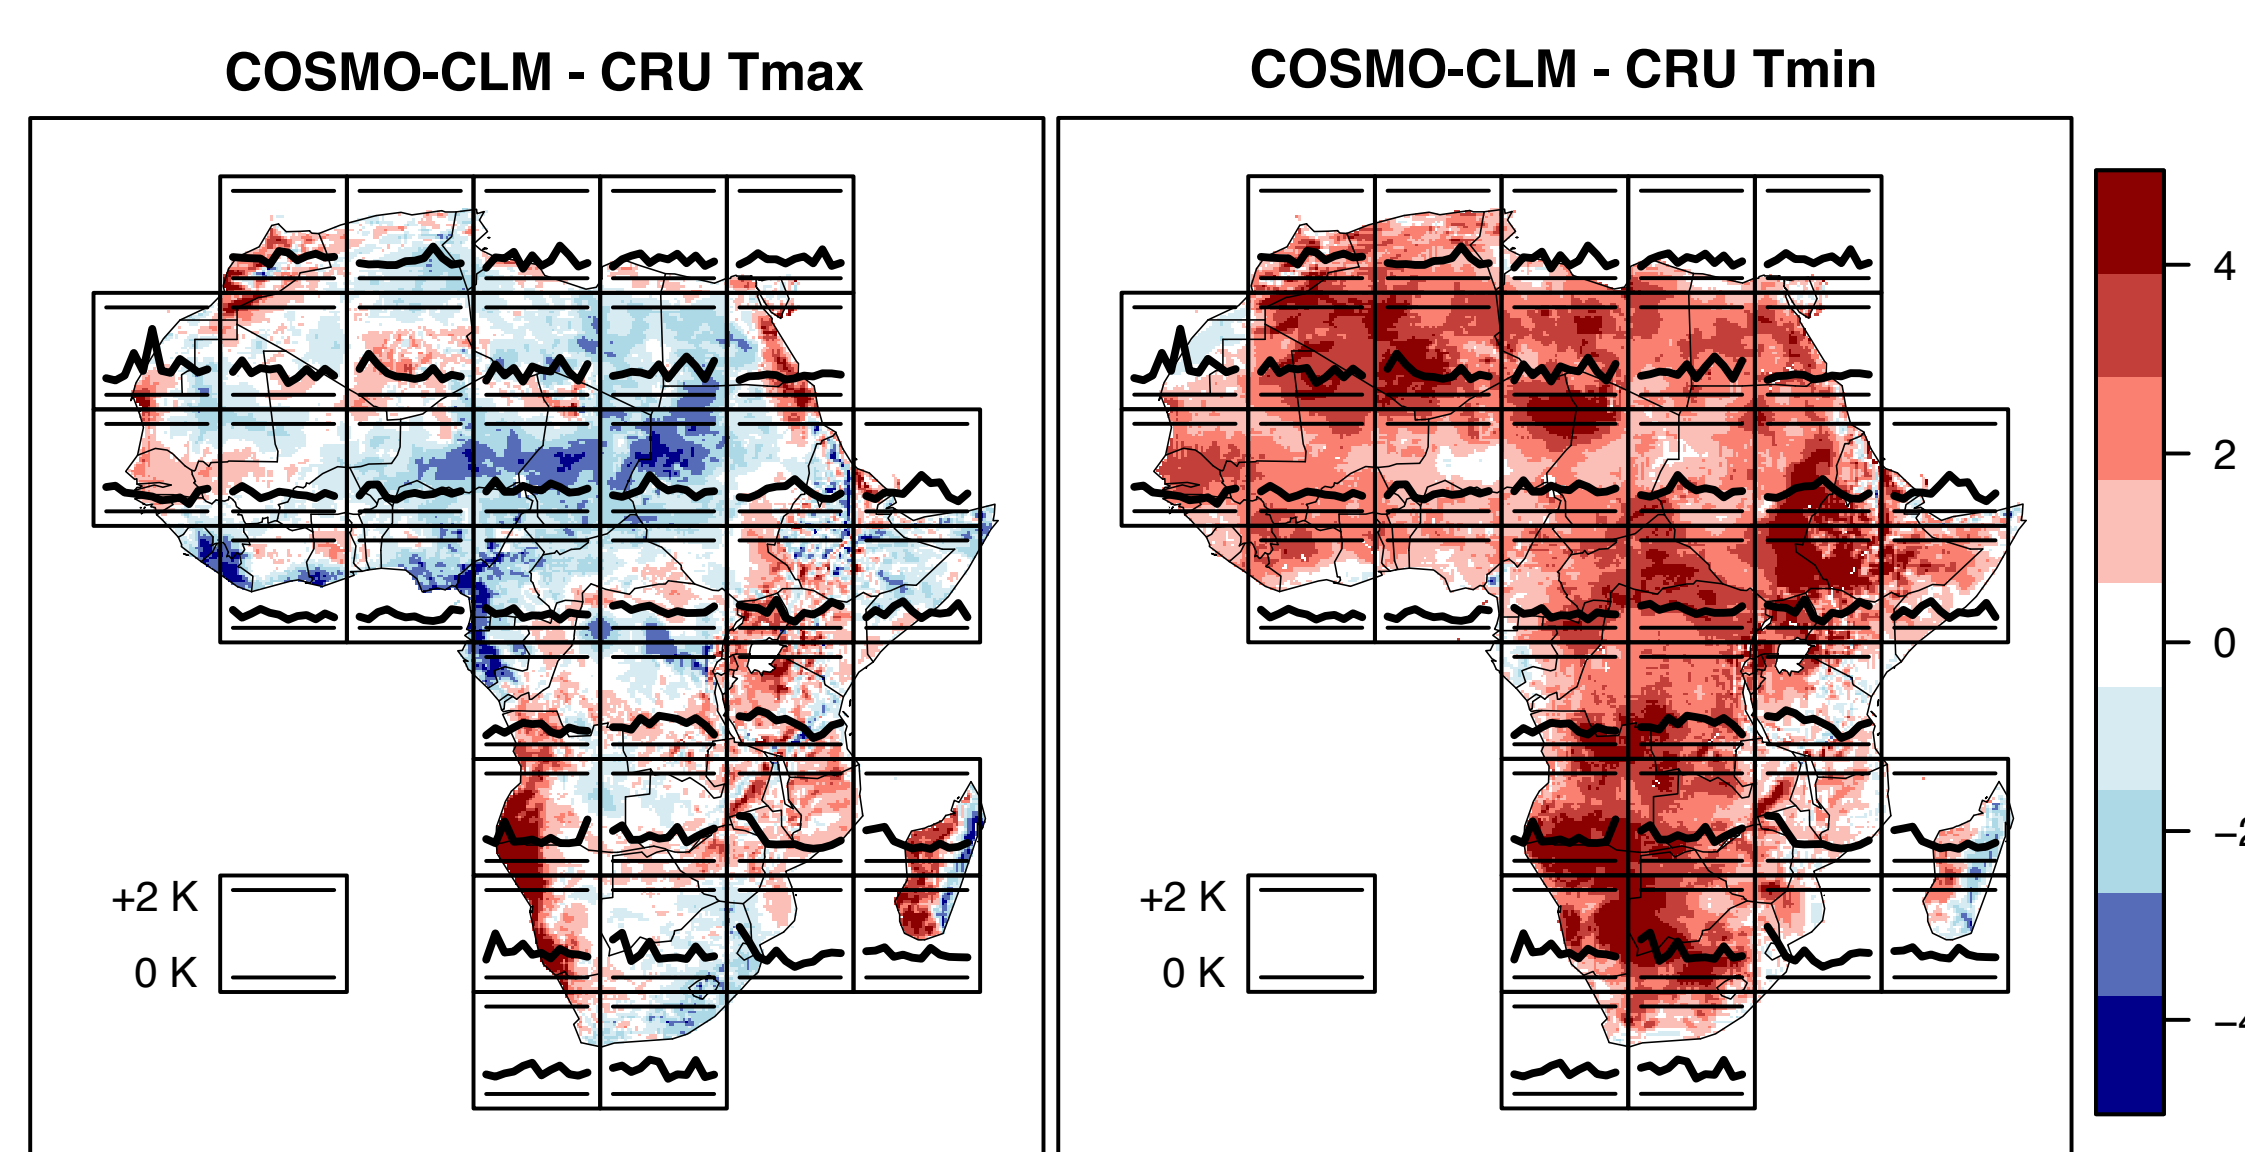 COSMO-CLM - CRU Tmax
COSMO-CLM - CRU Tmin
+2 K
0 K
+2 K
0 K
4
2
0